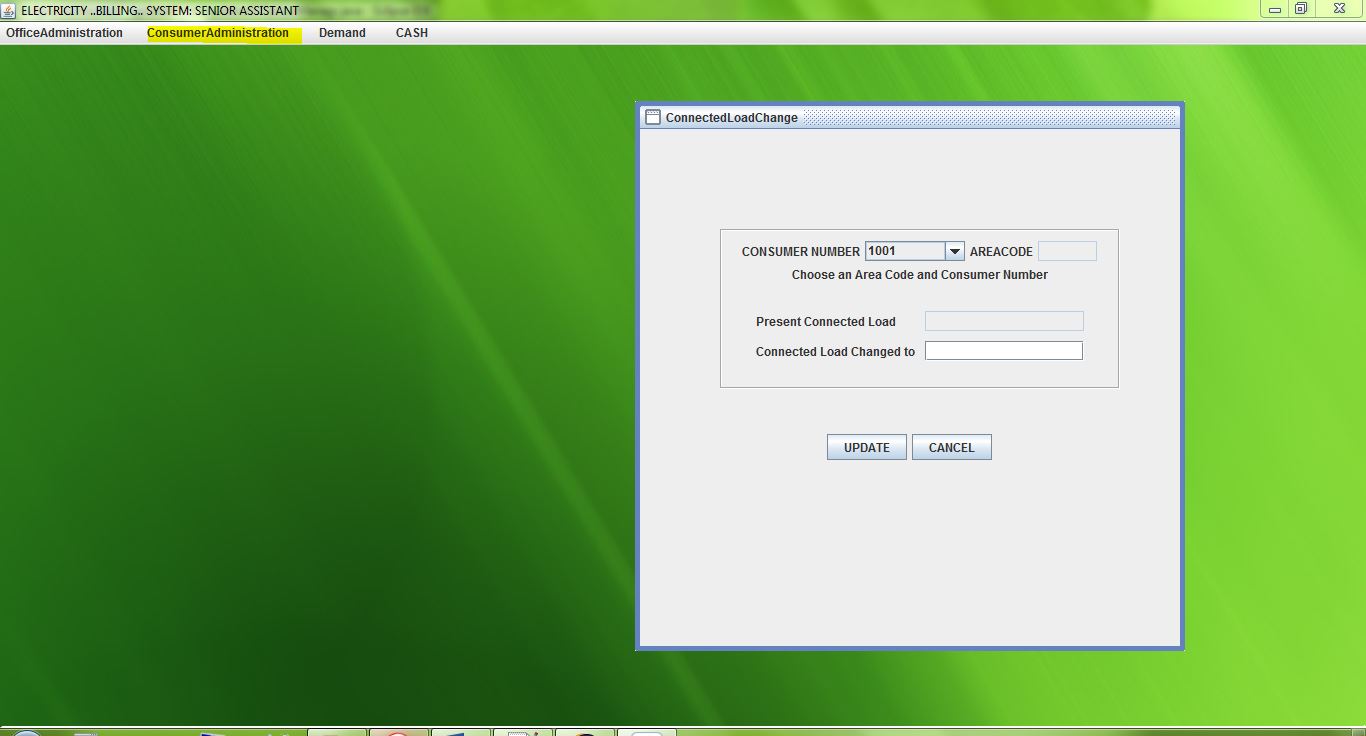 ELECTRICITY ..BILLING.. SYSTEM: SENIOR ASSISTANT
OfficeAdministration ConsumerAdministration Demand CASH
ConnectedLoadChange
CONSUMER NUMBER 1001 AREACODE
Choose an Area Code and Consumer Number
Present Connected Load
Connected Load Changed to
UPDATE CANCEL